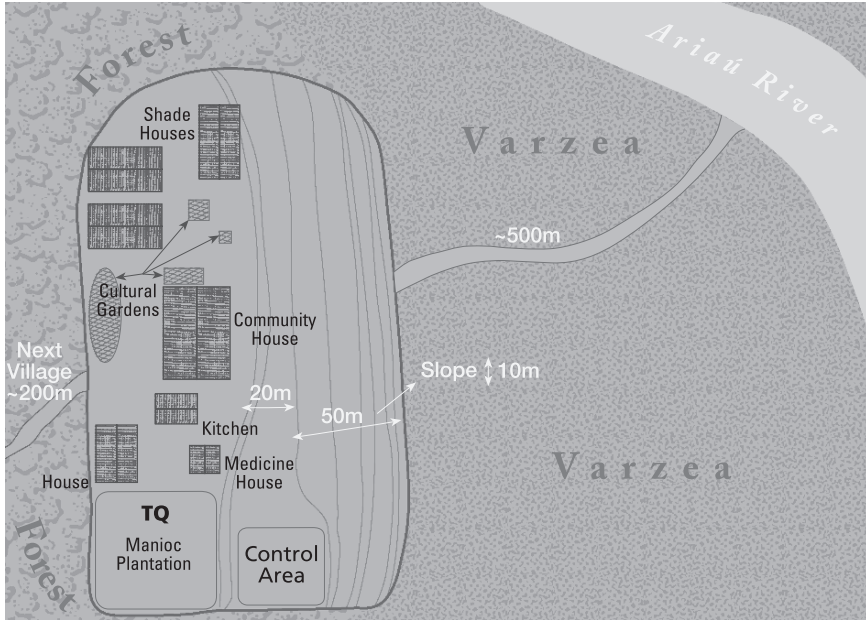 Forest
Ariaú River
Shade
Houses
Varzea
~500m
Cultural
Gardens
Community
House
Next
Village
~200m
Slope 10m
20m
50m
Kitchen
Medicine
House
House
Varzea
TQ
Manioc
Plantation
Control
Area
Forest